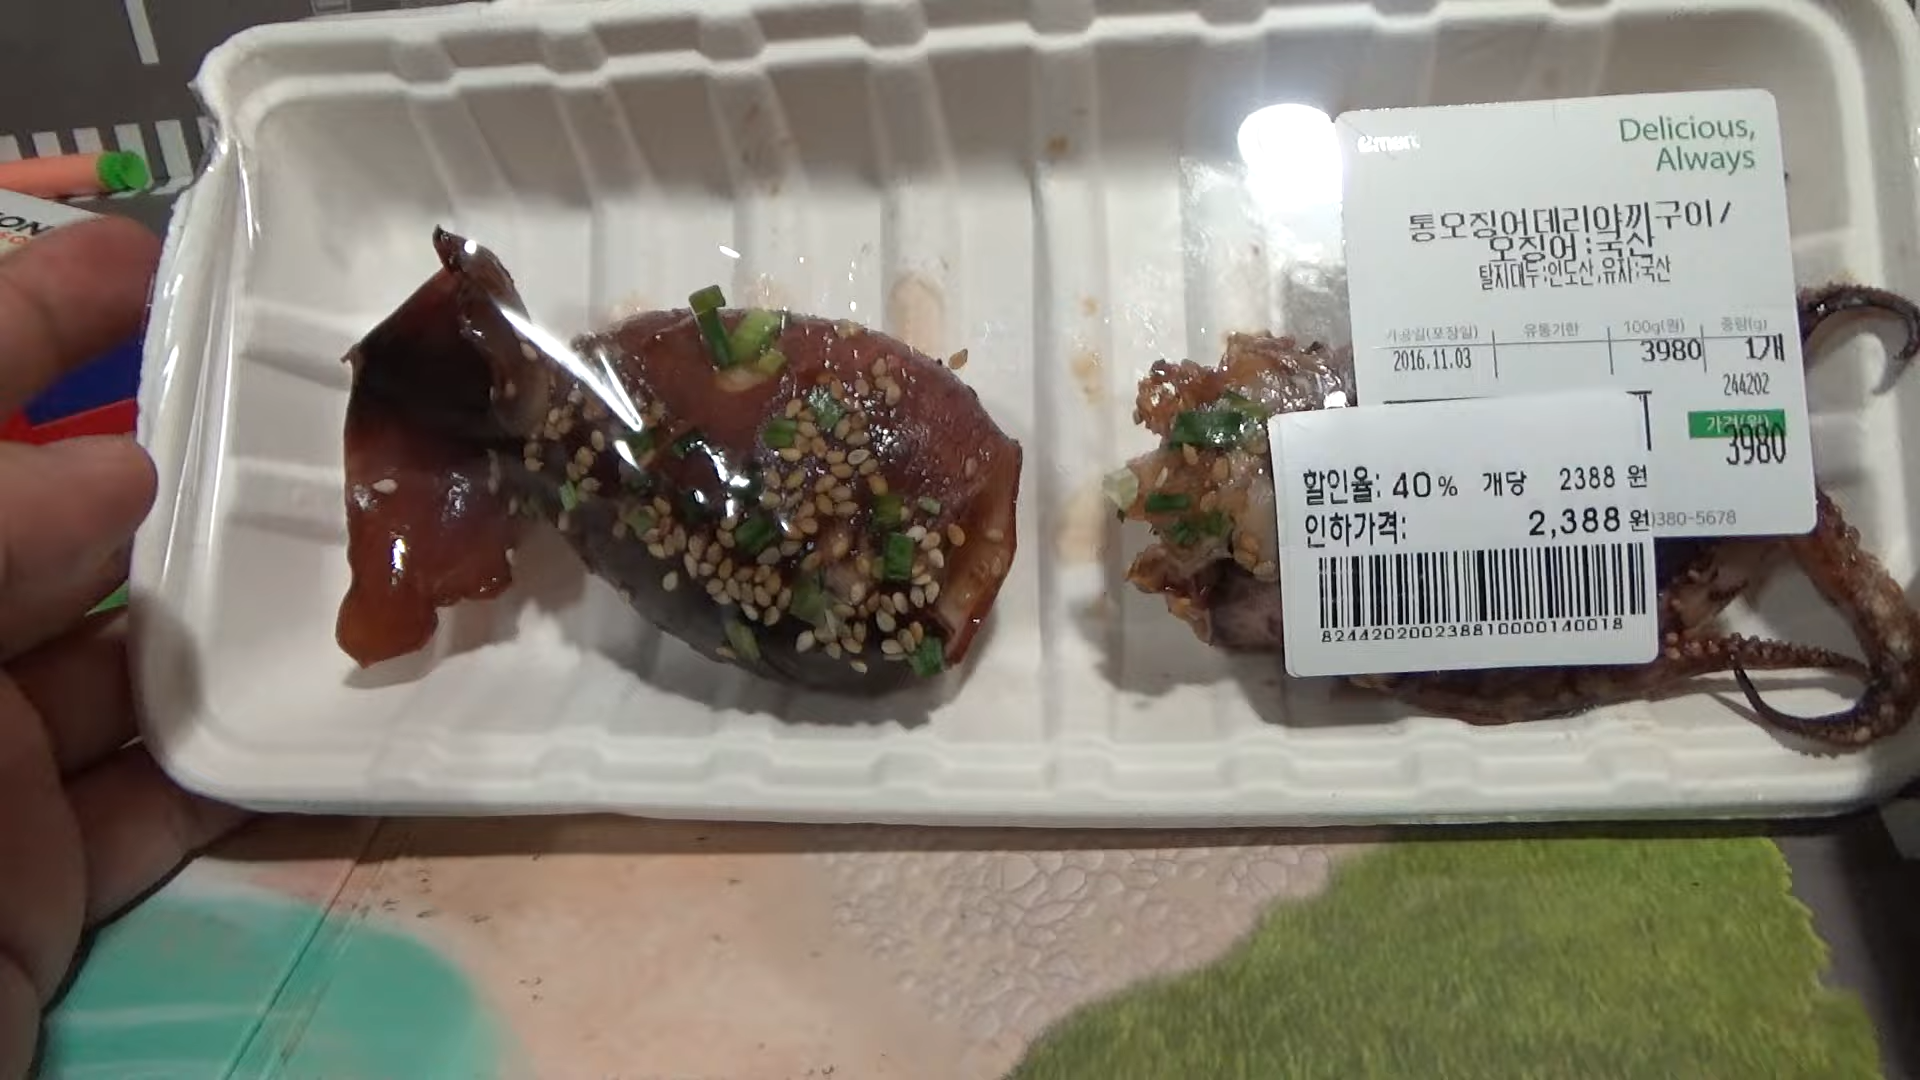 emart
Delicious,
Always
통오징어데리야끼구이/
오징어:국산
탈지대두:인도산,유자:국산
가공일(포장일) 유통기한 100g(원) 중량(g)
2016.11.03 3980 1개
244202
가격(원)
3980
할인율: 40% 개당 2388 원
인하가격: 2,388 원
)380-5678
824420200238810000140018
ON